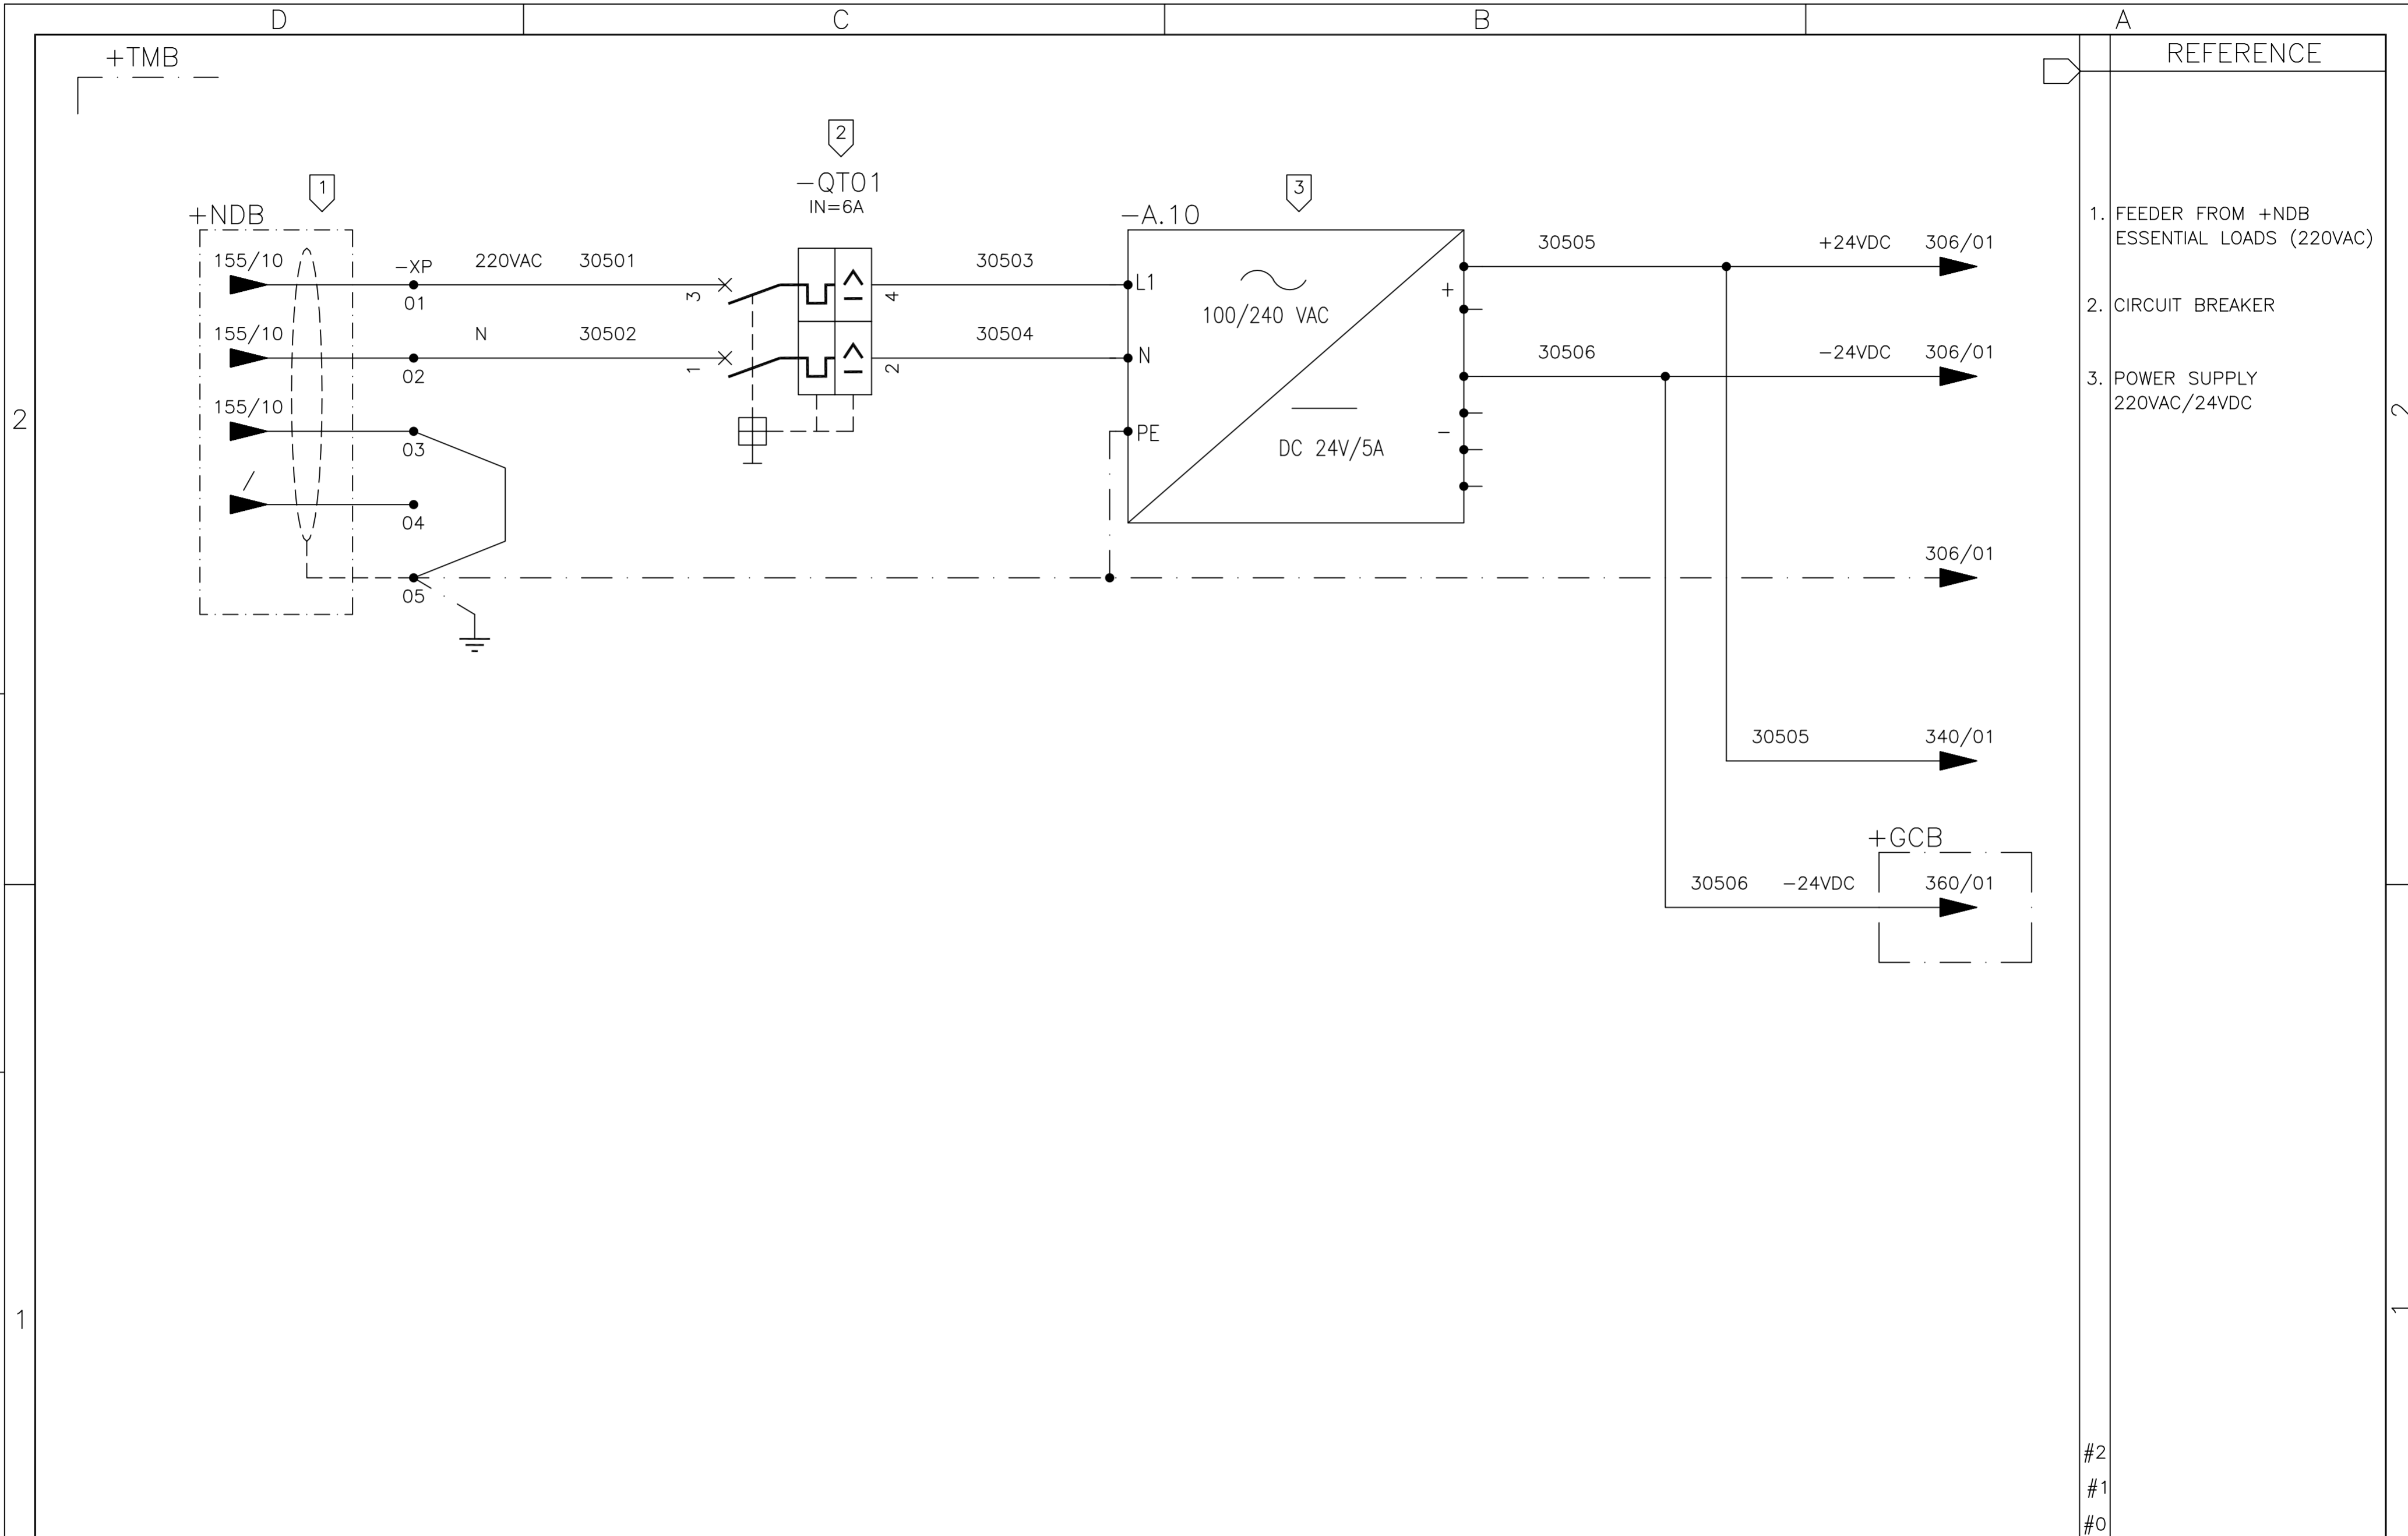 D C B A
+TMB
REFERENCE
2
1
-QT01
IN=6A
3
+NDB
-A.10
1. FEEDER FROM +NDB
ESSENTIAL LOADS (220VAC)
155/10
-XP
01
220VAC 30501
3
4
30503
L1
100/240 VAC
30505 +24VDC 306/01
+
2. CIRCUIT BREAKER
155/10
02
N 30502
1
2
30504
N
30506 -24VDC 306/01
3. POWER SUPPLY
220VAC/24VDC
2
2
155/10
03
PE
-
DC 24V/5A
/
04
05
306/01
30505 340/01
+GCB
30506 -24VDC 360/01
1
1
#2
#1
#0